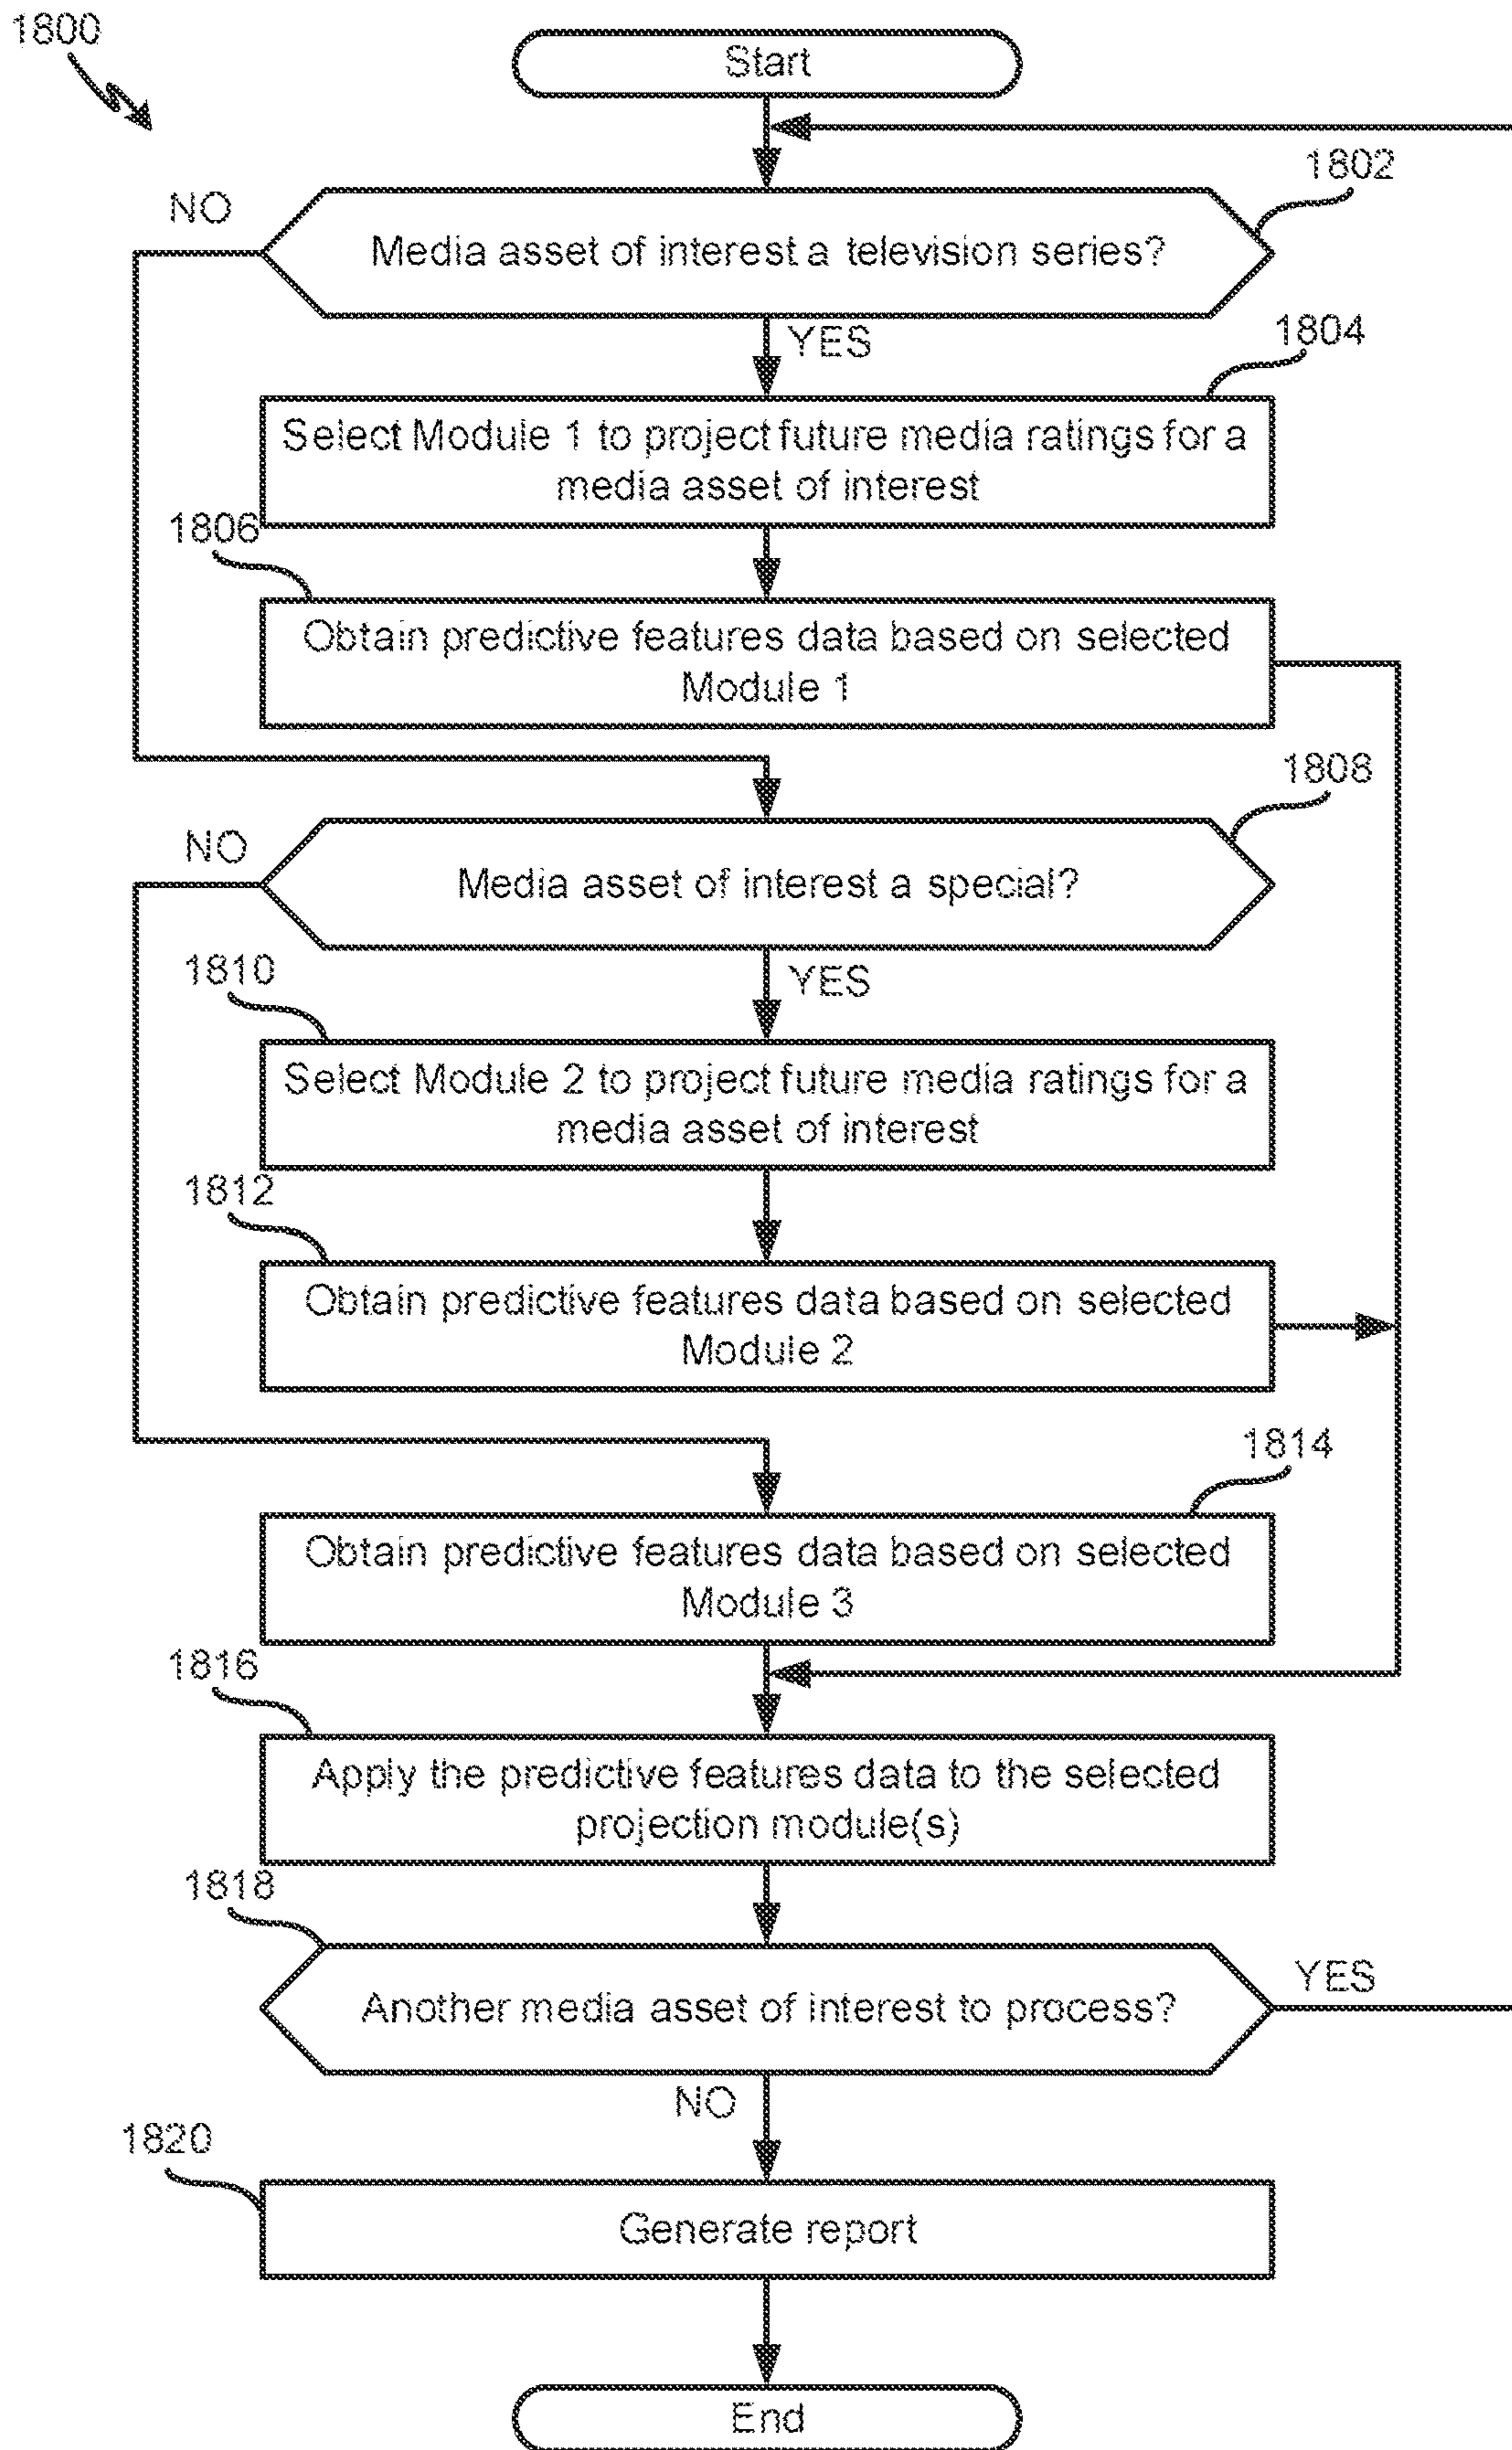 1800
Start
1802
NO
Media asset of interest a television series?
YES
1804
Select Module 1 to project future media ratings for a
media asset of interest
1806
Obtain predictive features data based on selected
Module 1
1808
NO
Media asset of interest a special?
YES
1810
Select Module 2 to project future media ratings for a
media asset of interest
1812
Obtain predictive features data based on selected
Module 2
1814
Obtain predictive features data based on selected
Module 3
1816
Apply the predictive features data to the selected
projection module(s)
1818
YES
Another media asset of interest to process?
NO
1820
Generate report
End